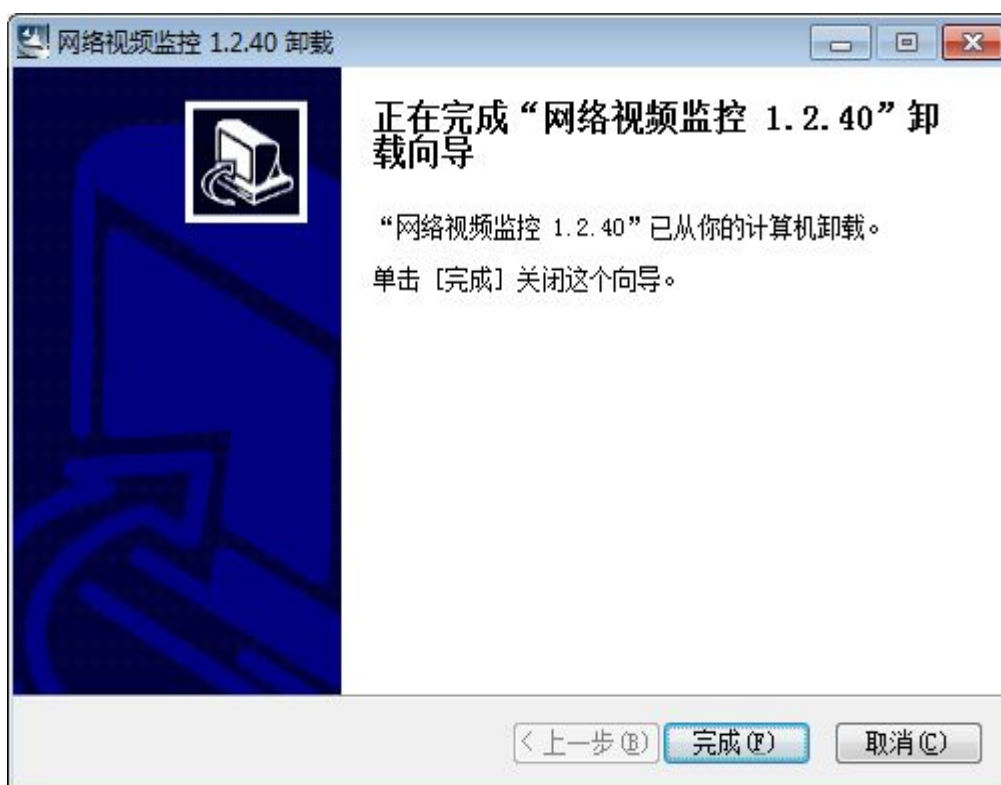 网络视频监控 1.2.40 卸载
正在完成“网络视频监控 1.2.40”卸
载向导
“网络视频监控 1.2.40”已从你的计算机卸载。
单击 [完成] 关闭这个向导。
< 上一步(B) 完成(F) 取消(C)